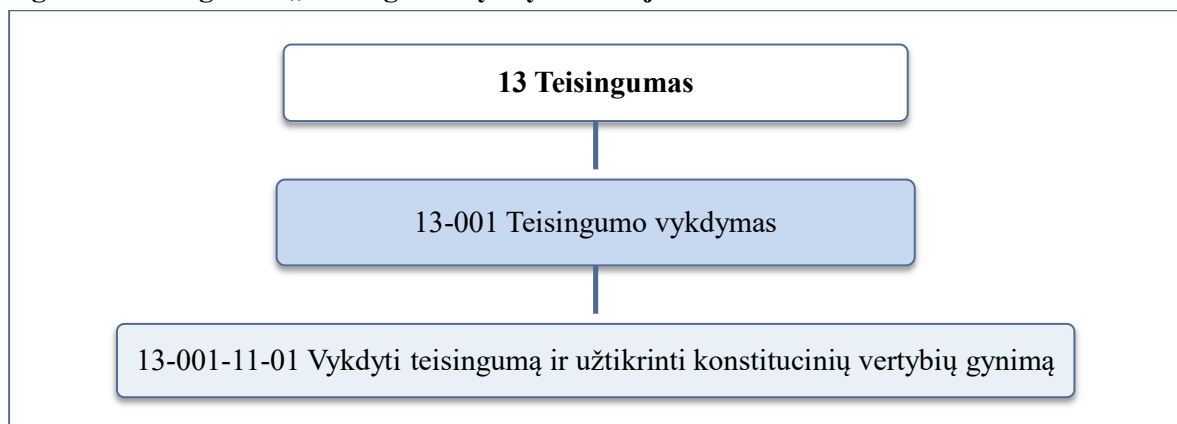 13 Teisingumas
13-001 Teisingumo vykdymas
13-001-11-01 Vykdyti teisingumą ir užtikrinti konstitucinių vertybių gynimą